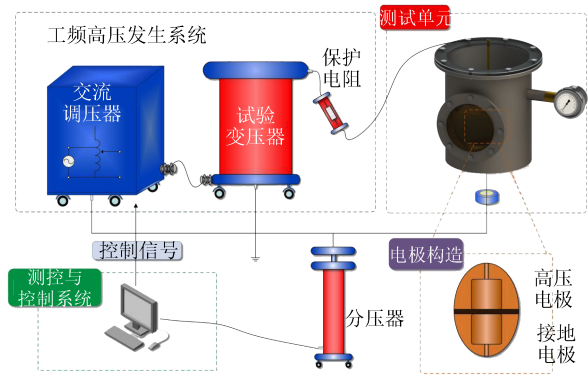 工频高压发生系统
测试单元
保护
电阻
交流
调压器
试验
变压器
控制信号
电极构造
测控与
控制系统
分压器
高压
电极
接地
电极